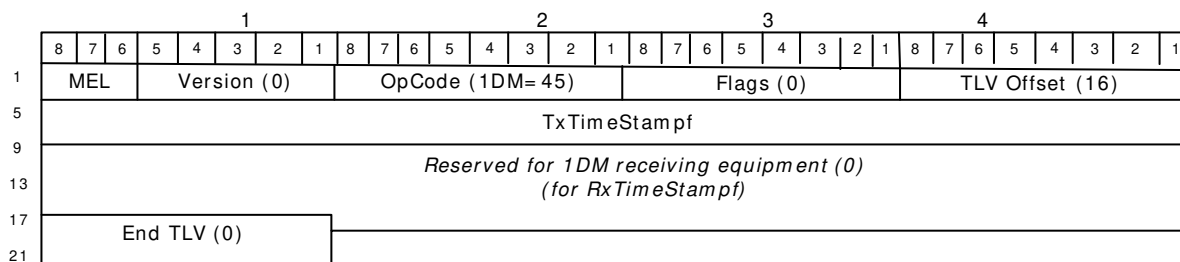 1 2 3 4
8 7 6 5 4 3 2 1 8 7 6 5 4 3 2 1 8 7 6 5 4 3 2 1 8 7 6 5 4 3 2 1
1 MEL Version (0) OpCode (1DM=45) Flags (0) TLV Offset (16)
5 TxTimeStampf
9
Reserved for 1DM receiving equipment (0)
13 (for RxTimeStampf)
17
End TLV (0)
21